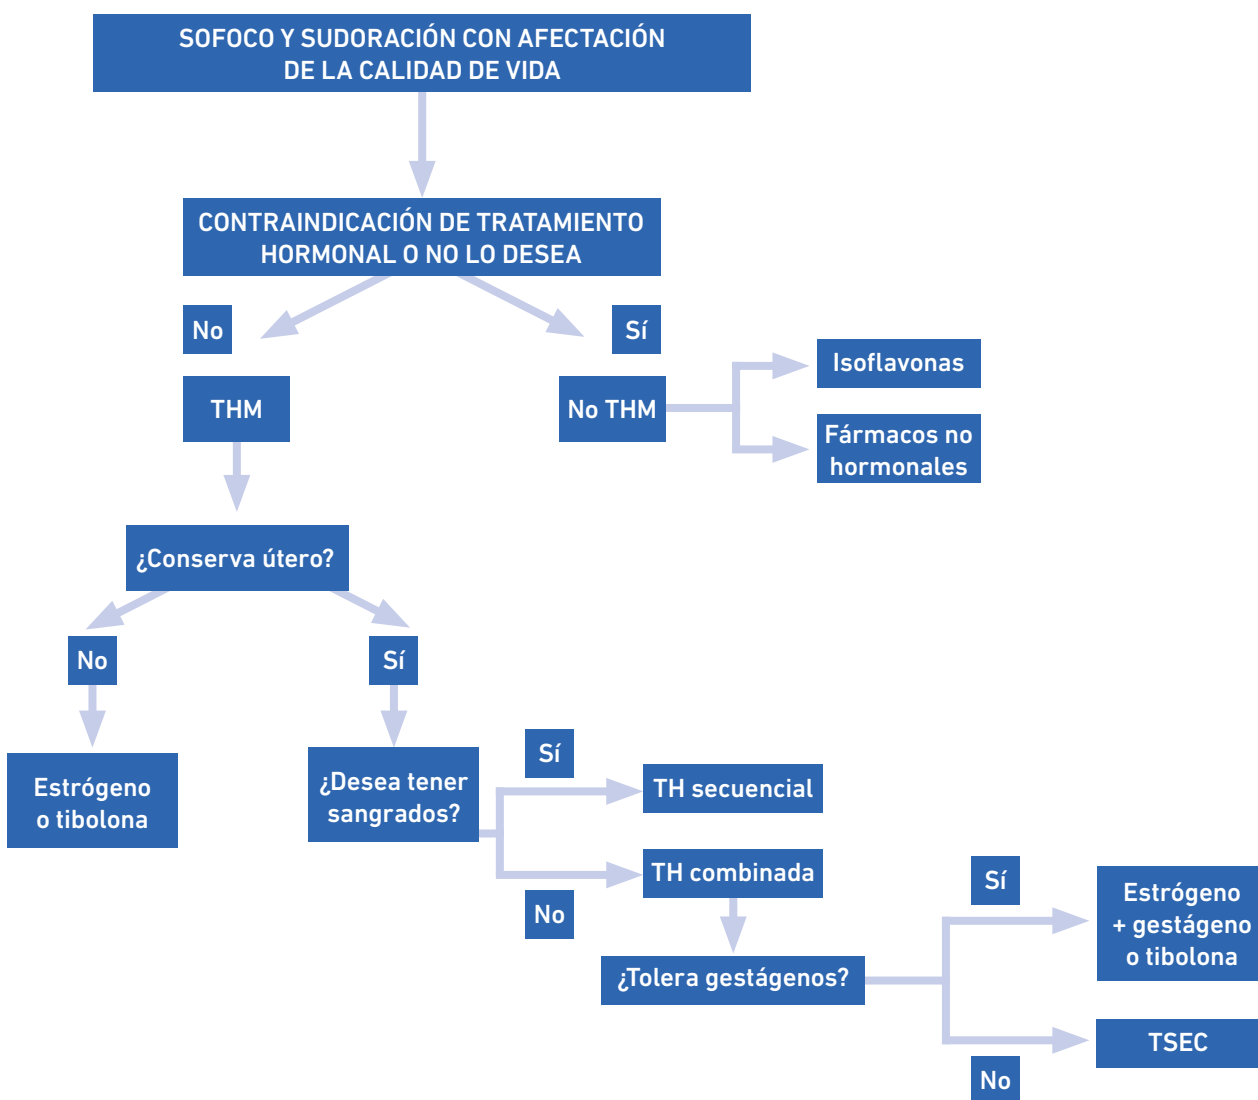 SOFOCO Y SUDORACIÓN CON AFECTACIÓN
DE LA CALIDAD DE VIDA
CONTRAINDICACIÓN DE TRATAMIENTO
HORMONAL O NO LO DESEA
No
Sí
THM
No THM
Isoflavonas
Fármacos no
hormonales
¿Conserva útero?
No
Sí
Estrógeno
o tibolona
¿Desea tener
sangrados?
Sí
TH secuencial
No
TH combinada
¿Tolera gestágenos?
Sí
Estrógeno
+ gestágeno
o tibolona
No
TSEC